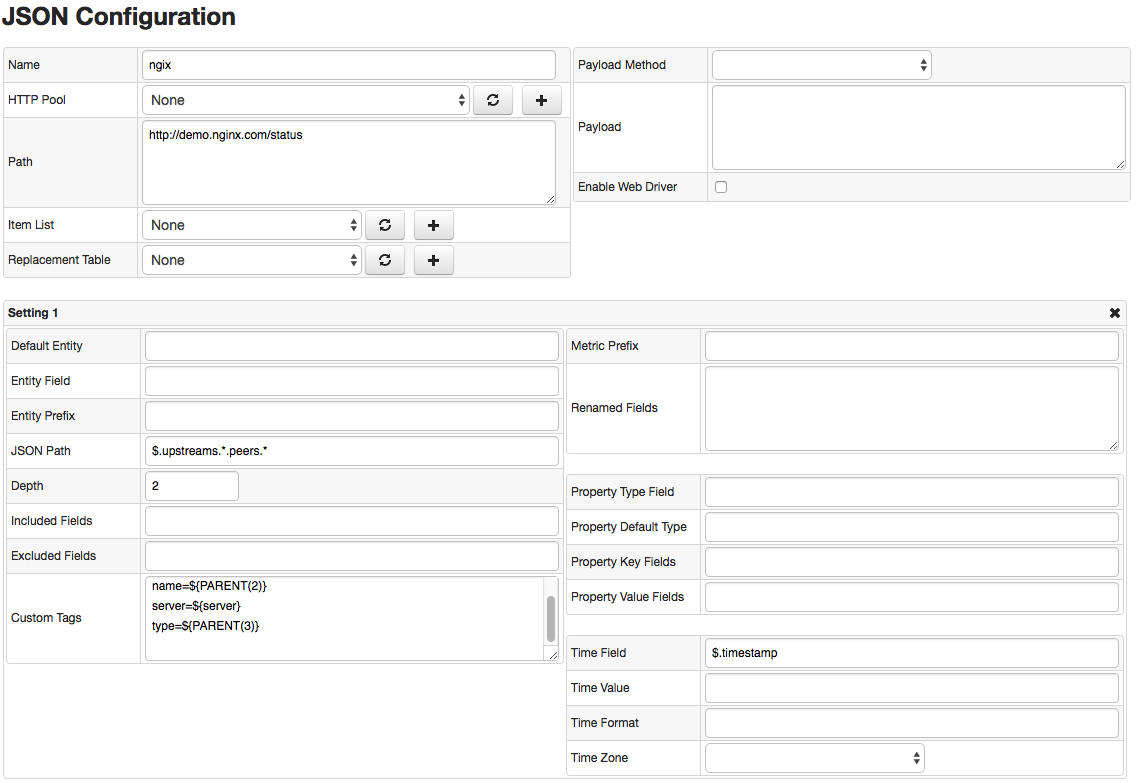 JSON Configuration
Name
ngix
HTTP Pool
None
Path
http://demo.nginx.com/status
Item List
None
Replacement Table
None
Payload Method
Payload
Enable Web Driver
Setting 1
Default Entity
Entity Field
Entity Prefix
JSON Path
$.upstreams.*.peers.*
Depth
2
Included Fields
Excluded Fields
Custom Tags
name=${PARENT(2)}
server=${server}
type=${PARENT(3)}
Metric Prefix
Renamed Fields
Property Type Field
Property Default Type
Property Key Fields
Property Value Fields
Time Field
$.timestamp
Time Value
Time Format
Time Zone